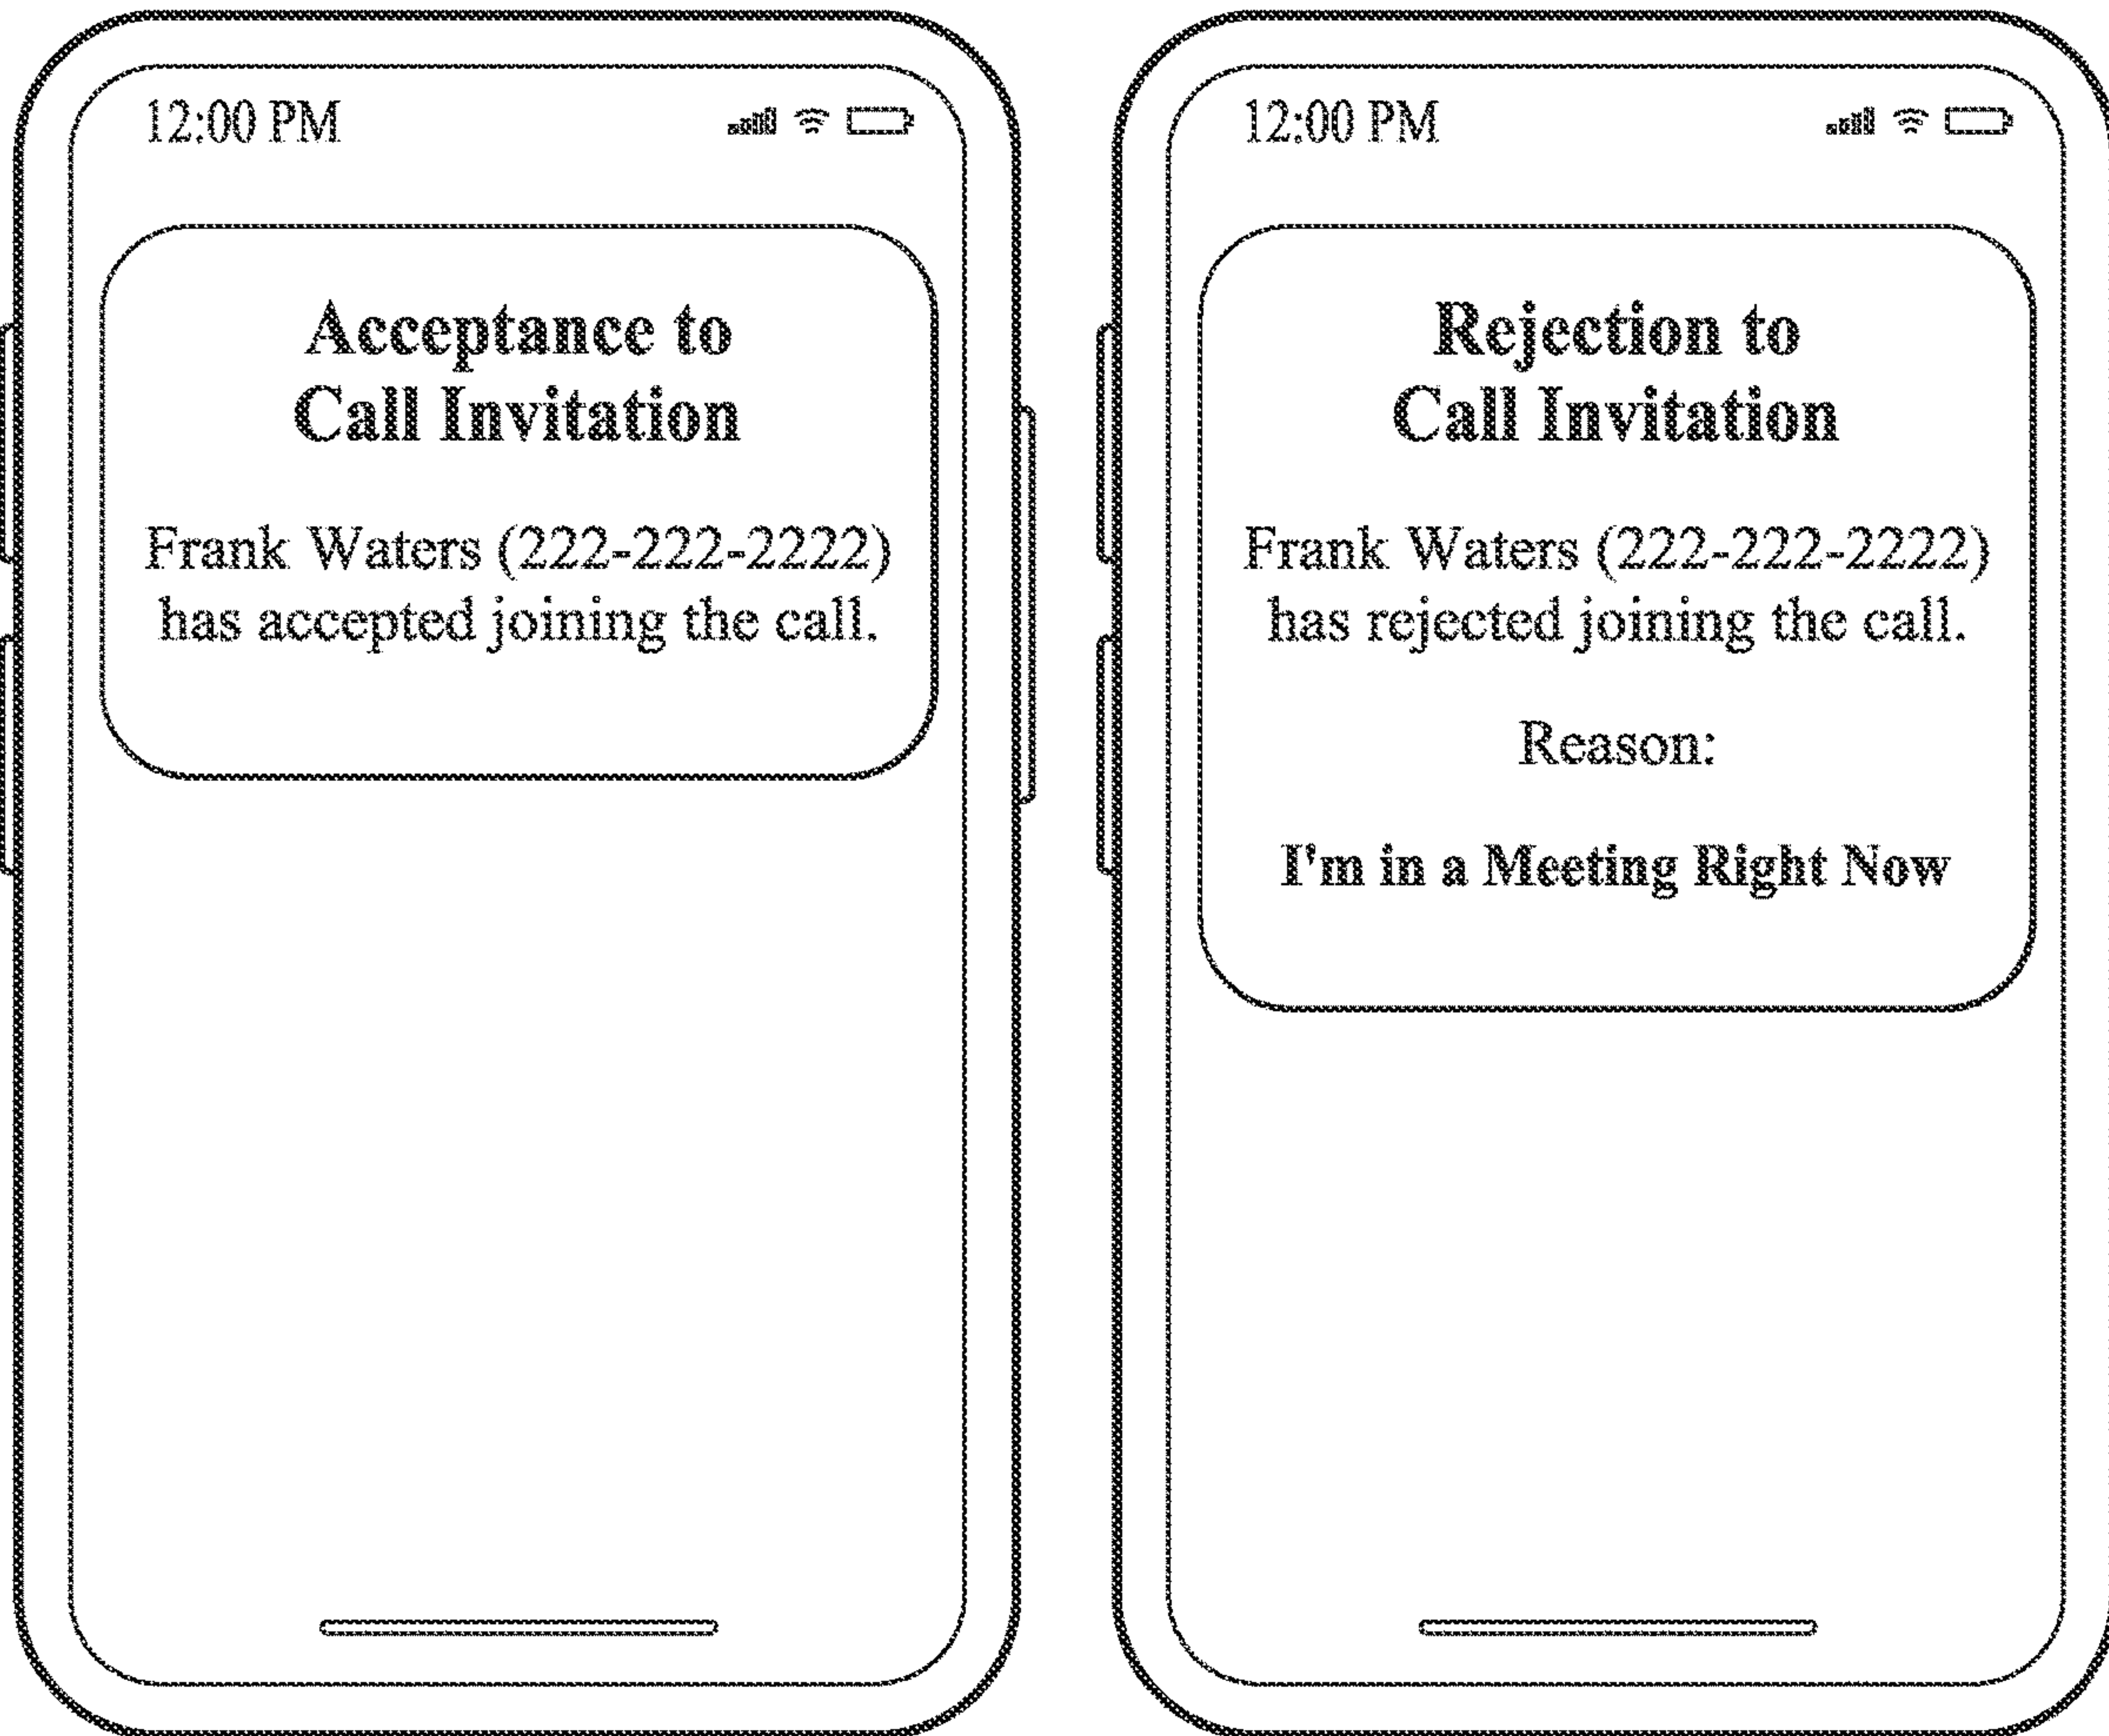 12:00 PM
Acceptance to
Call Invitation
Frank Waters (222-222-2222)
has accepted joining the call.
12:00 PM
Rejection to
Call Invitation
Frank Waters (222-222-2222)
has rejected joining the call.
Reason:
I'm in a Meeting Right Now